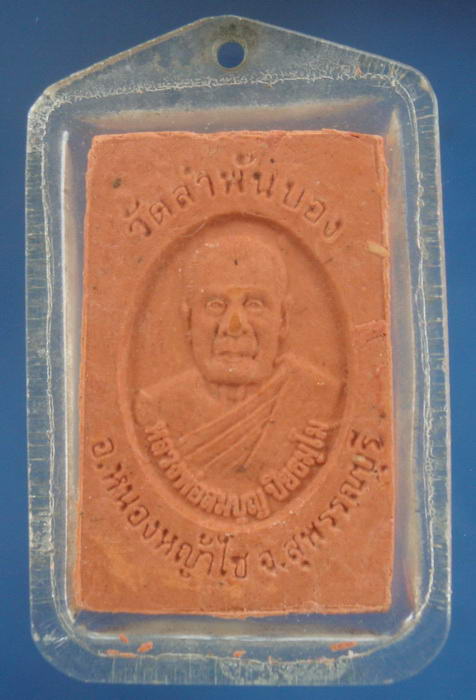 วัดลำพันบอง
หลวงพ่อสมบุญ ปิยธมฺโม
อ.หนองหญ้าไซ จ.สุพรรณบุรี